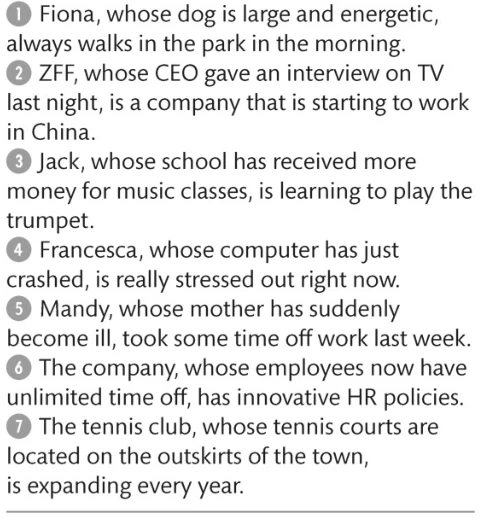 1 Fiona, whose dog is large and energetic,
always walks in the park in the morning.
2 ZFF, whose CEO gave an interview on TV
last night, is a company that is starting to work
in China.
3 Jack, whose school has received more
money for music classes, is learning to play the
trumpet.
4 Francesca, whose computer has just
crashed, is really stressed out right now.
5 Mandy, whose mother has suddenly
become ill, took some time off work last week.
6 The company, whose employees now have
unlimited time off, has innovative HR policies.
7 The tennis club, whose tennis courts are
located on the outskirts of the town,
is expanding every year.